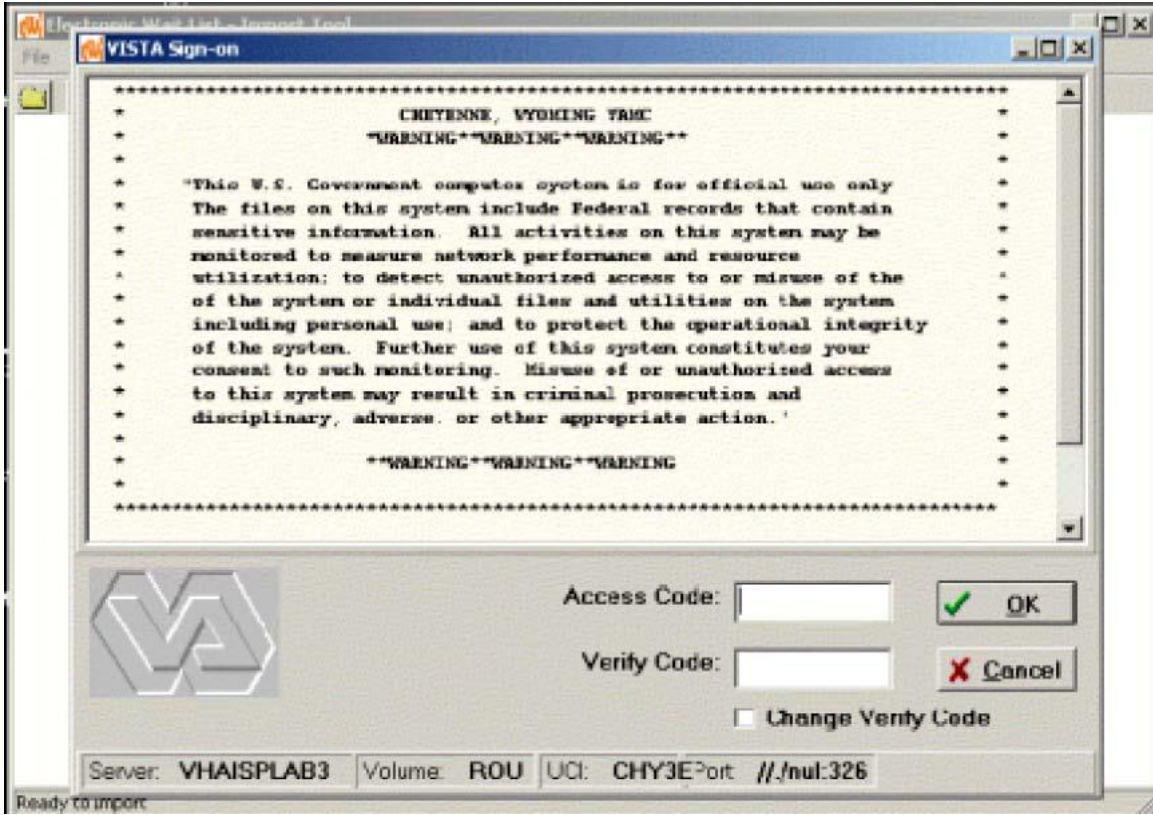 Electronic Wait List - Import Tool
File
VISTA Sign-on
********************************************************************************
* CHEYENNE, WYOMING VAMC *
* *WARNING**WARNING**WARNING** *
* *
* "This U.S. Government computer system is for official use only *
* The files on this system include Federal records that contain *
* sensitive information. All activities on this system may be *
* monitored to measure network performance and resource *
* utilization; to detect unauthorized access to or misuse of the *
* of the system or individual files and utilities on the system *
* including personal use; and to protect the operational integrity *
* of the system. Further use of this system constitutes your *
* consent to such monitoring. Misuse of or unauthorized access *
* to this system may result in criminal prosecution and *
* disciplinary, adverse. or other appropriate action.' *
* *
* **WARNING**WARNING**WARNING *
* *
*******************************************************************************
Access Code:
OK
Verify Code:
Cancel
Change Verify Code
Server: VHAISPLAB3 Volume: ROU UCI: CHY3E Port: //./nul:326
Ready to import